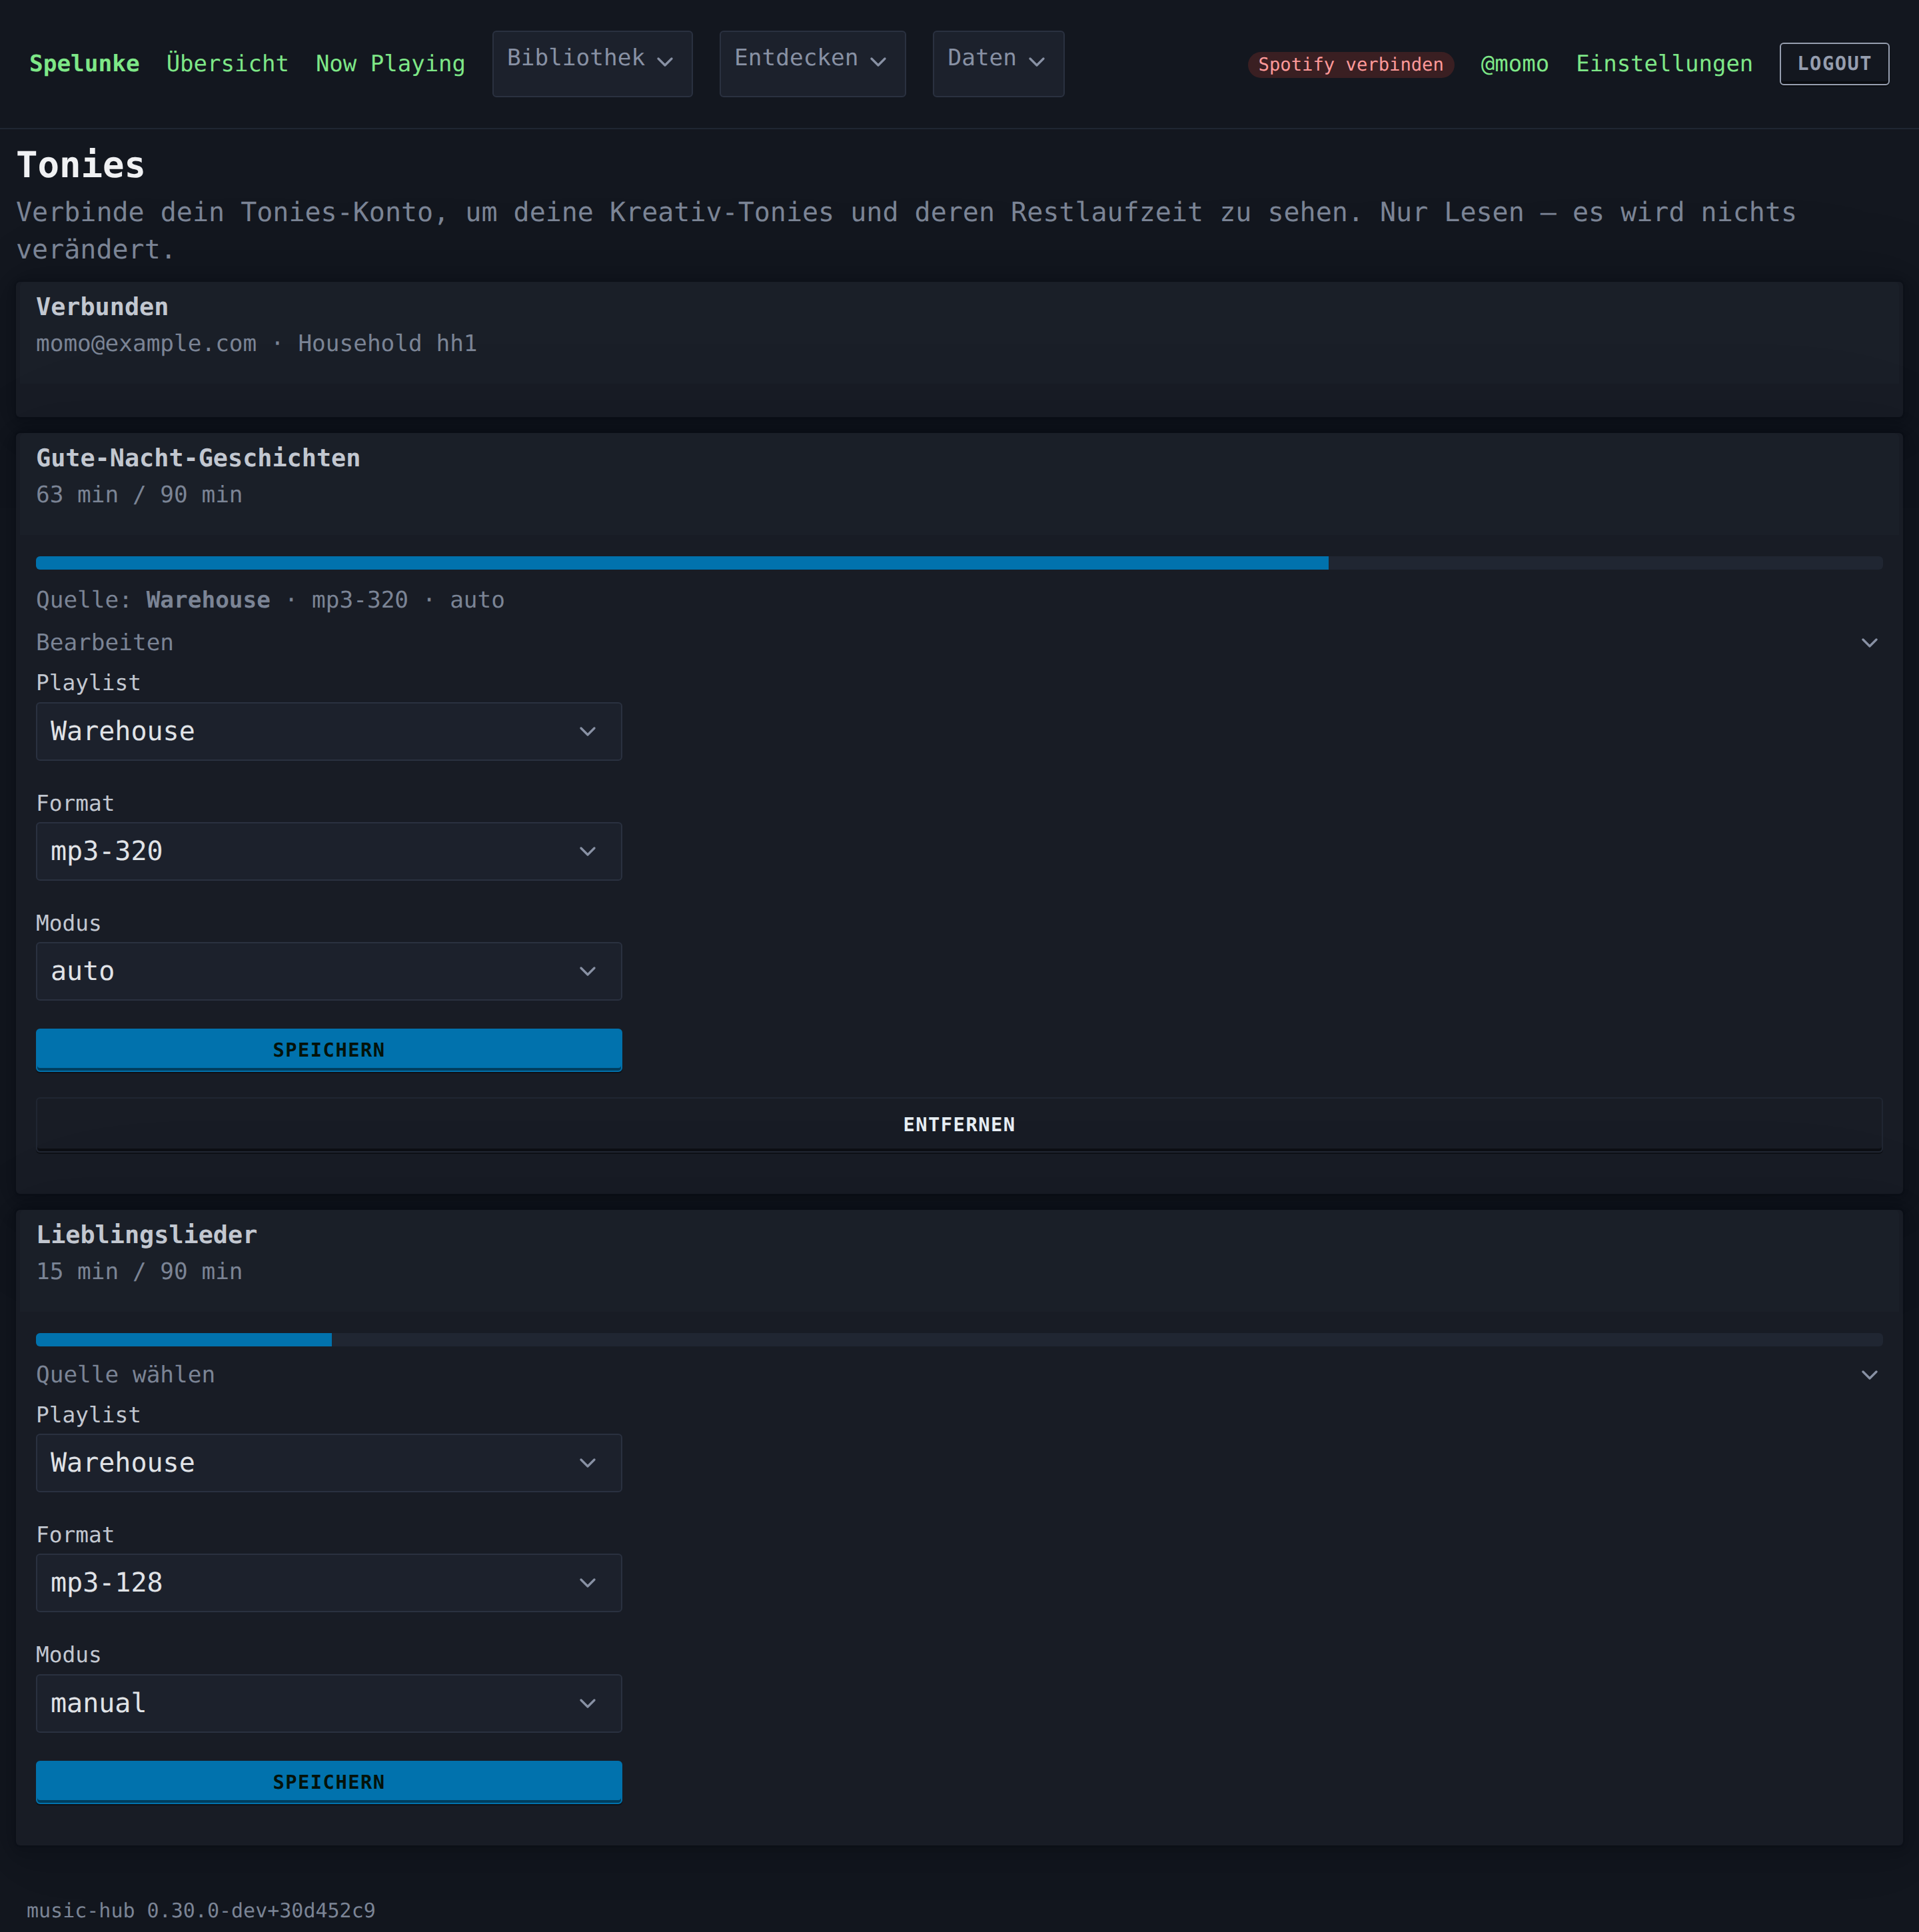 Spelunke Übersicht Now Playing Bibliothek Entdecken Daten Spotify verbinden @momo Einstellungen LOGOUT
Tonies
Verbinde dein Tonies-Konto, um deine Kreativ-Tonies und deren Restlaufzeit zu sehen. Nur Lesen — es wird nichts
verändert.
Verbunden
momo@example.com · Household hh1
Gute-Nacht-Geschichten
63 min / 90 min
Quelle: Warehouse · mp3-320 · auto
Bearbeiten
Playlist
Warehouse
Format
mp3-320
Modus
auto
SPEICHERN
ENTFERNEN
Lieblingslieder
15 min / 90 min
Quelle wählen
Playlist
Warehouse
Format
mp3-128
Modus
manual
SPEICHERN
music-hub 0.30.0-dev+30d452c9